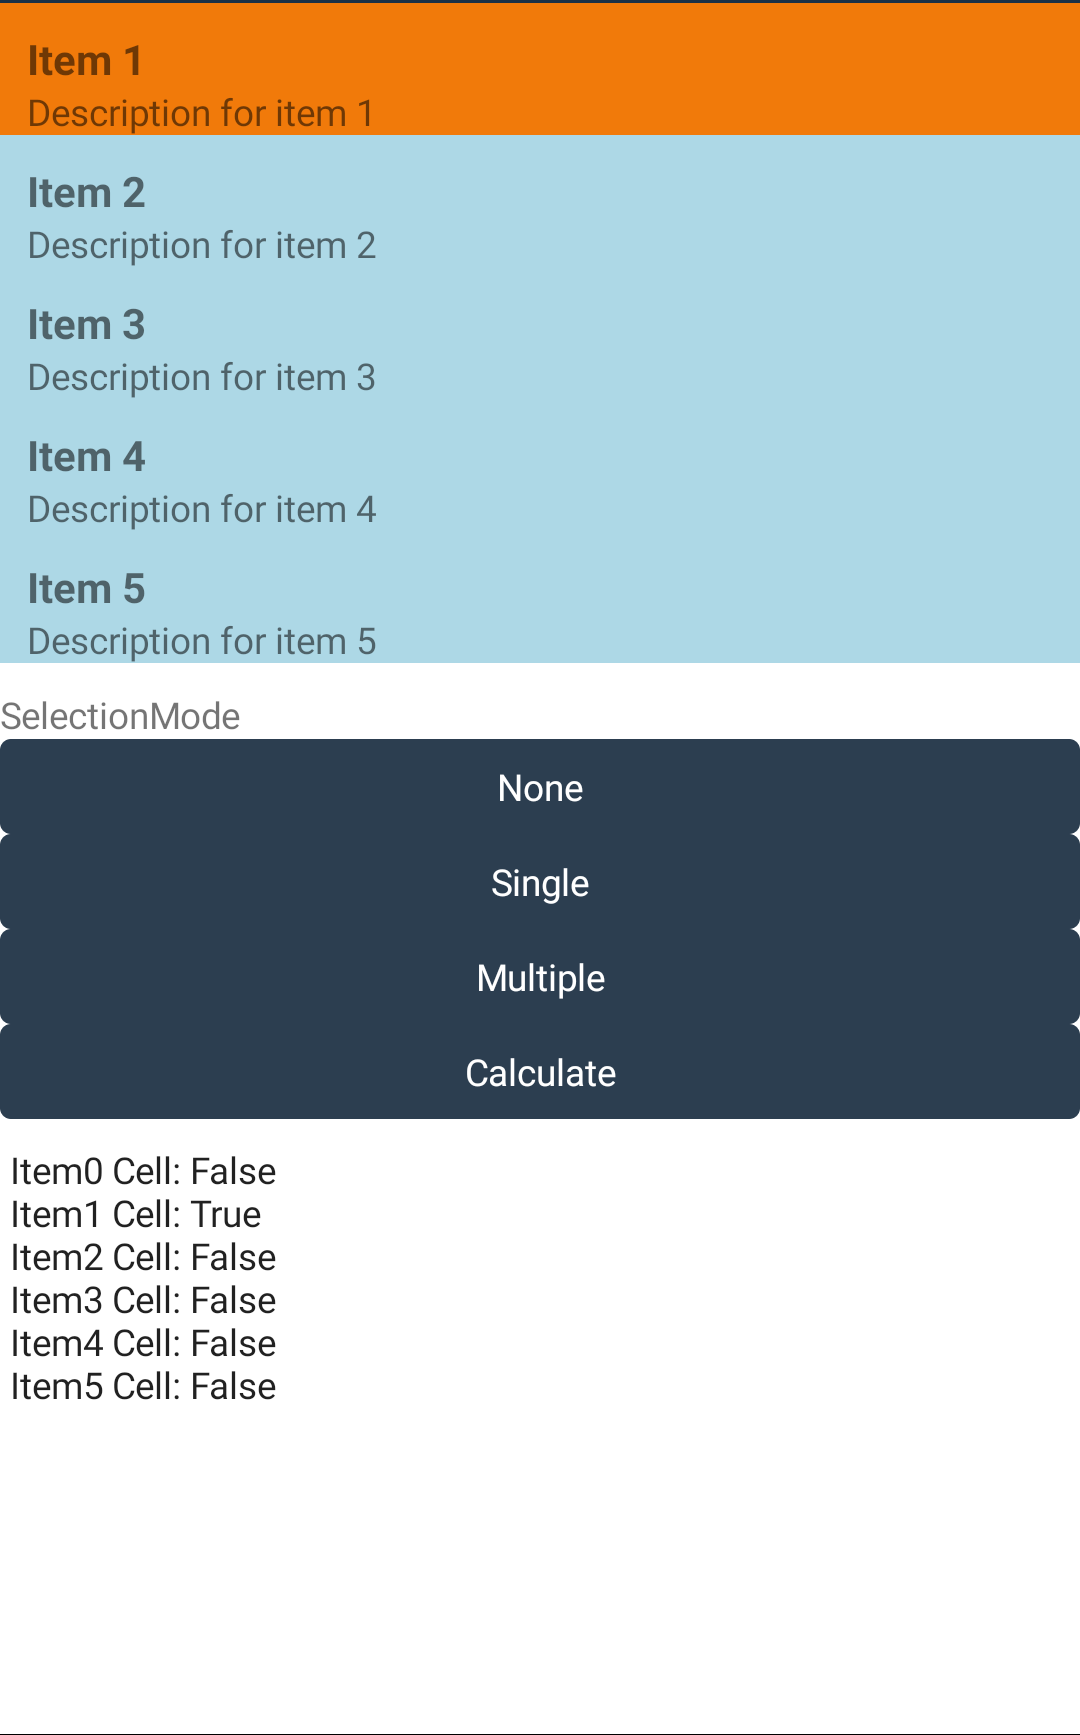 Item 1
Description for item 1
Item 2
Description for item 2
Item 3
Description for item 3
Item 4
Description for item 4
Item 5
Description for item 5
SelectionMode
None
Single
Multiple
Calculate
Item0 Cell: False
Item1 Cell: True
Item2 Cell: False
Item3 Cell: False
Item4 Cell: False
Item5 Cell: False